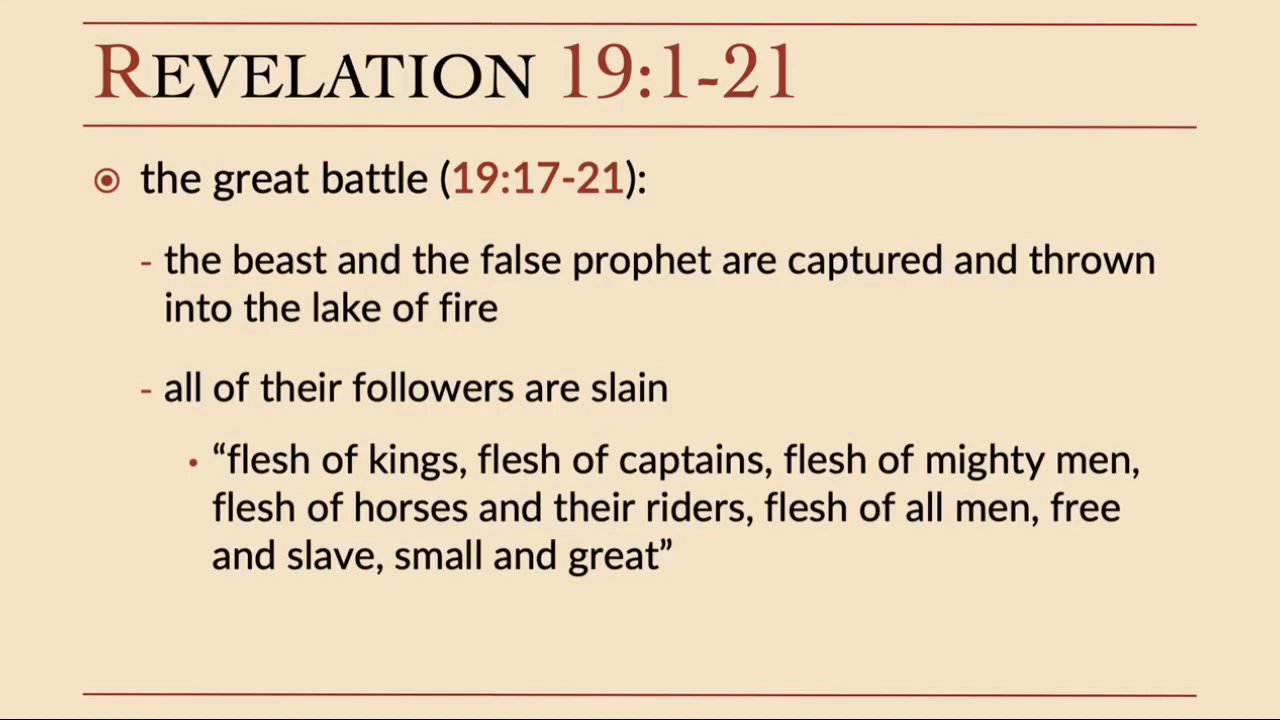 REVELATION 19:1-21
the great battle (19:17-21):
- the beast and the false prophet are captured and thrown
into the lake of fire
- all of their followers are slain
• “flesh of kings, flesh of captains, flesh of mighty men,
flesh of horses and their riders, flesh of all men, free
and slave, small and great”